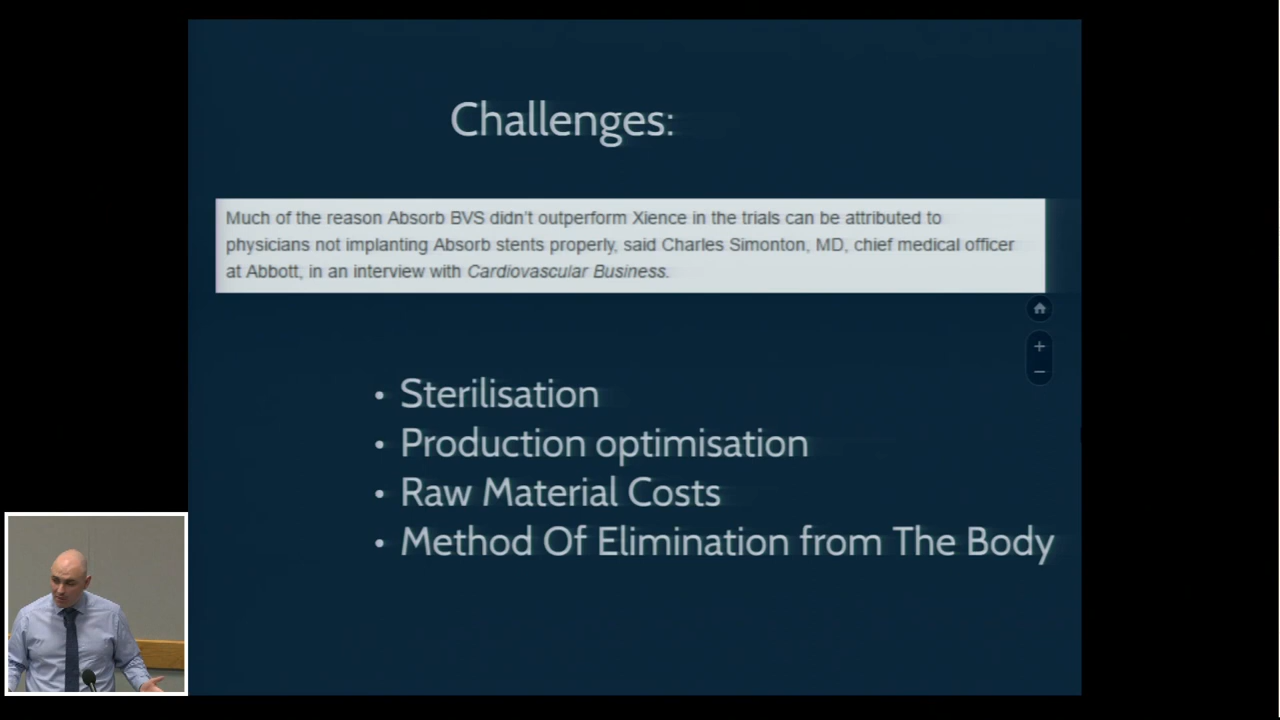 Challenges:
Much of the reason Absorb BVS didn't outperform Xience in the trials can be attributed to
physicians not implanting Absorb stents properly, said Charles Simonton, MD, chief medical officer
at Abbott, in an interview with Cardiovascular Business.
• Sterilisation
• Production optimisation
• Raw Material Costs
• Method Of Elimination from The Body